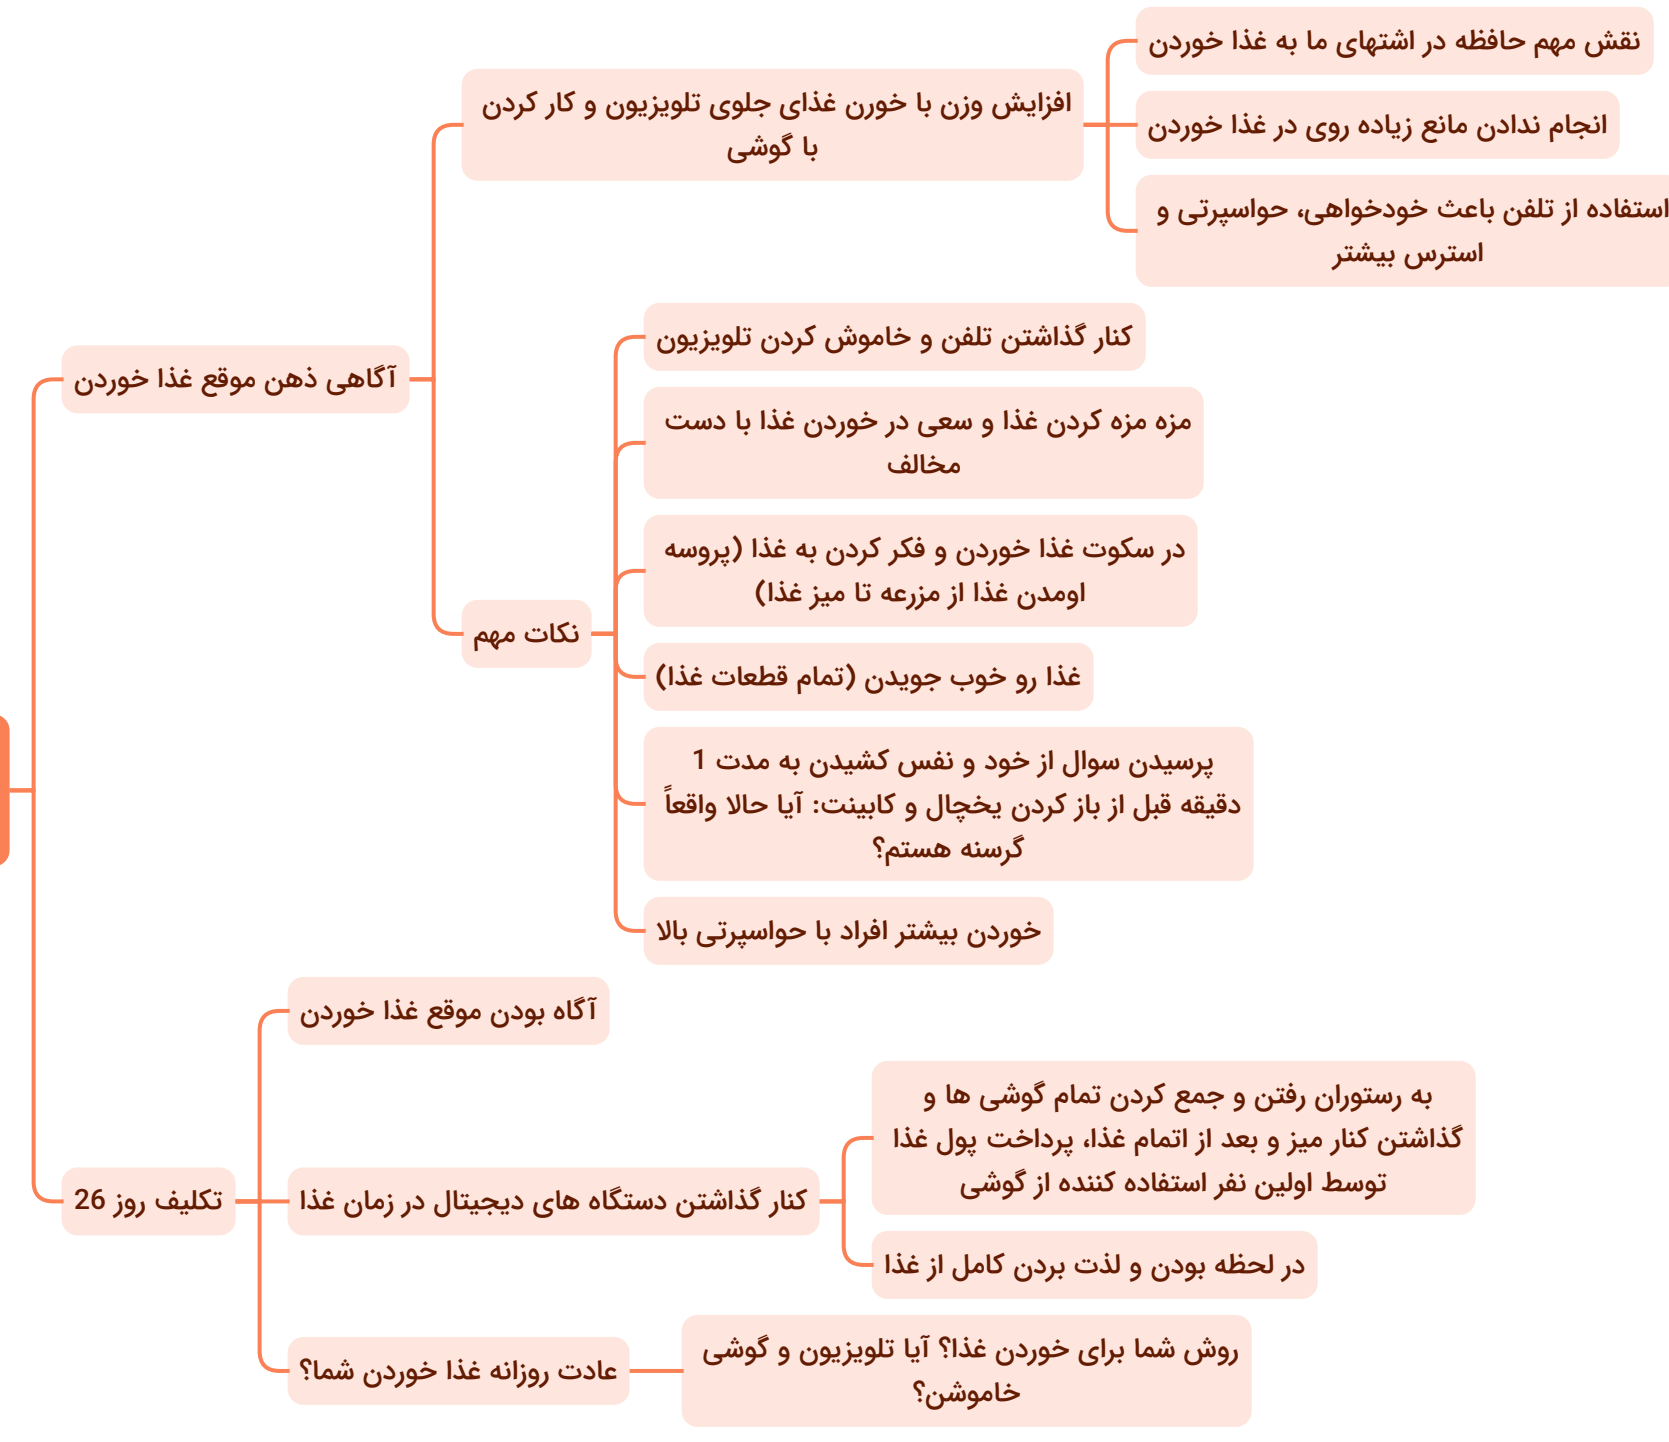 نقش مهم حافظه در اشتهای ما به غذا خوردن
افزایش وزن با خورن غذای جلوی تلویزیون و کار کردن
با گوشی
انجام ندادن مانع زیاده روی در غذا خوردن
استفاده از تلفن باعث خودخواهی، حواسپرتی و
استرس بیشتر
آگاهی ذهن موقع غذا خوردن
کنار گذاشتن تلفن و خاموش کردن تلویزیون
مزه مزه کردن غذا و سعی در خوردن غذا با دست
مخالف
در سکوت غذا خوردن و فکر کردن به غذا (پروسه
اومدن غذا از مزرعه تا میز غذا)
نکات مهم
غذا رو خوب جویدن (تمام قطعات غذا)
پرسیدن سوال از خود و نفس کشیدن به مدت 1
دقیقه قبل از باز کردن یخچال و کابینت: آیا حالا واقعاً
گرسنه هستم؟
خوردن بیشتر افراد با حواسپرتی بالا
آگاه بودن موقع غذا خوردن
به رستوران رفتن و جمع کردن تمام گوشی ها و
گذاشتن کنار میز و بعد از اتمام غذا، پرداخت پول غذا
توسط اولین نفر استفاده کننده از گوشی
تکلیف روز 26
کنار گذاشتن دستگاه های دیجیتال در زمان غذا
در لحظه بودن و لذت بردن کامل از غذا
عادت روزانه غذا خوردن شما؟
روش شما برای خوردن غذا؟ آیا تلویزیون و گوشی
خاموشن؟